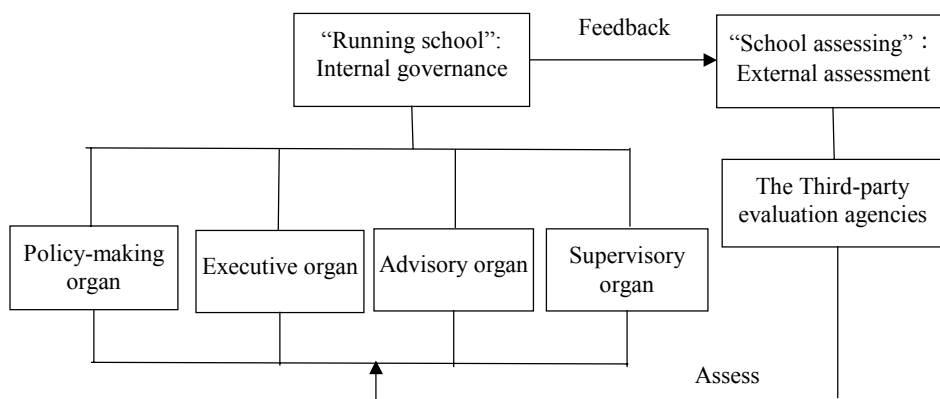 “Running school”:
Internal governance
Feedback
“School assessing”：
External assessment
The Third-party
evaluation agencies
Policy-making
organ
Executive organ
Advisory organ
Supervisory
organ
Assess